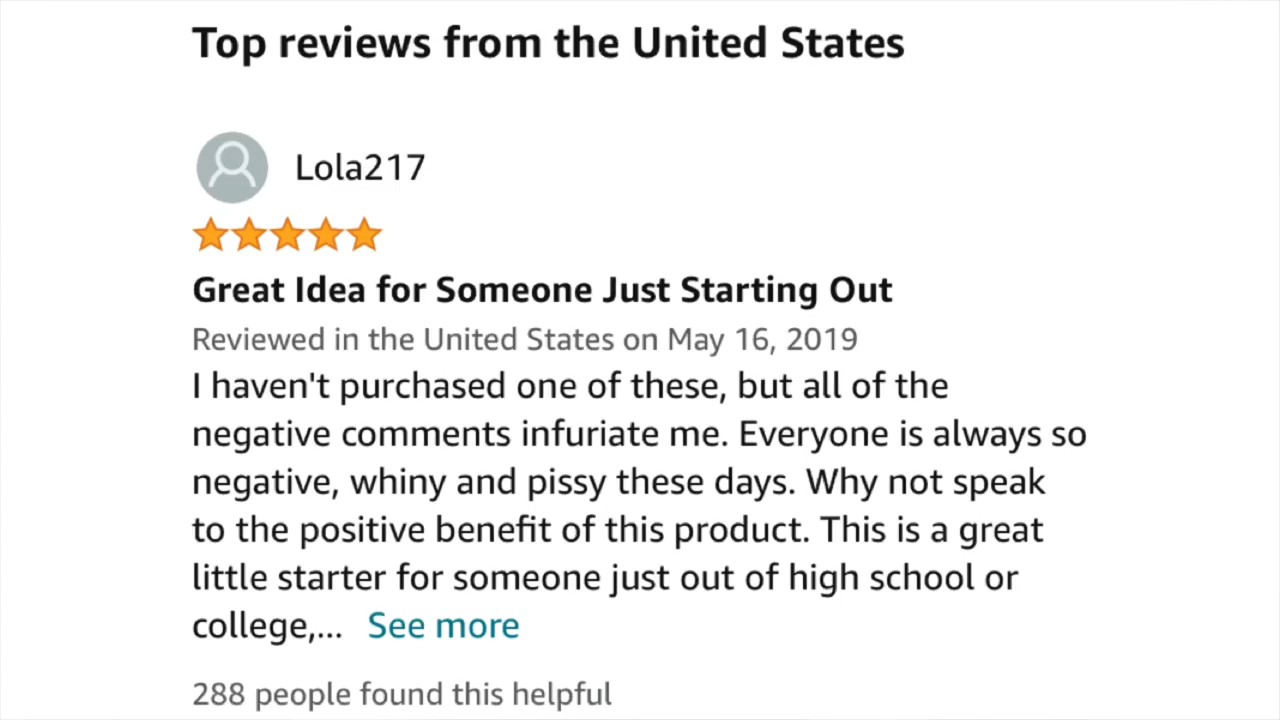 Top reviews from the United States
Lola217
Great Idea for Someone Just Starting Out
Reviewed in the United States on May 16, 2019
I haven't purchased one of these, but all of the
negative comments infuriate me. Everyone is always so
negative, whiny and pissy these days. Why not speak
to the positive benefit of this product. This is a great
little starter for someone just out of high school or
college,... See more
288 people found this helpful